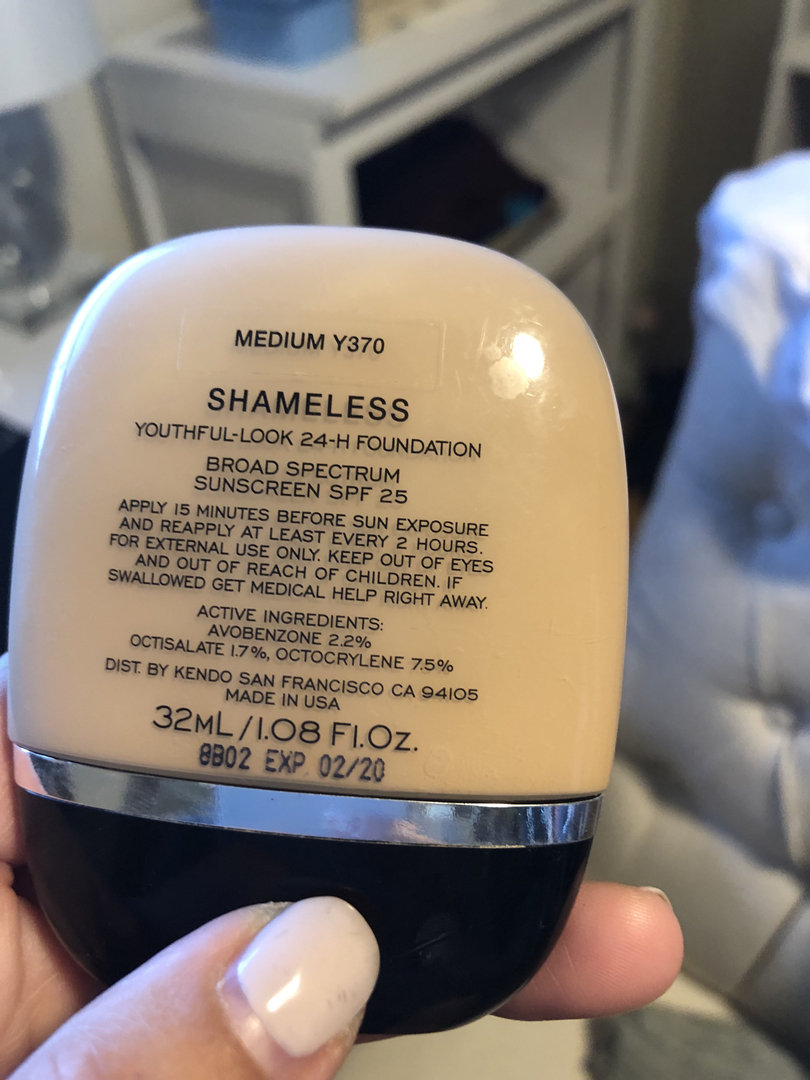 MEDIUM Y370
SHAMELESS
YOUTHFUL-LOOK 24-H FOUNDATION
BROAD SPECTRUM
SUNSCREEN SPF 25
APPLY 15 MINUTES BEFORE SUN EXPOSURE
AND REAPPLY AT LEAST EVERY 2 HOURS.
FOR EXTERNAL USE ONLY. KEEP OUT OF EYES
AND OUT OF REACH OF CHILDREN. IF
SWALLOWED GET MEDICAL HELP RIGHT AWAY.
ACTIVE INGREDIENTS:
AVOBENZONE 2.2%
OCTISALATE 1.7%, OCTOCRYLENE 7.5%
DIST. BY KENDO SAN FRANCISCO CA 94105
MADE IN USA
32ML/1.08 Fl.Oz.
8B02 EXP 02/20